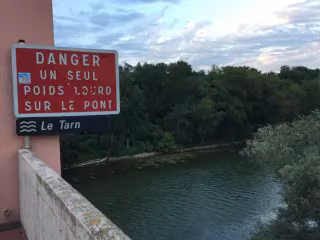 DANGER
UN SEUL
POIDS LOURD
SUR LE PONT
Le Tarn